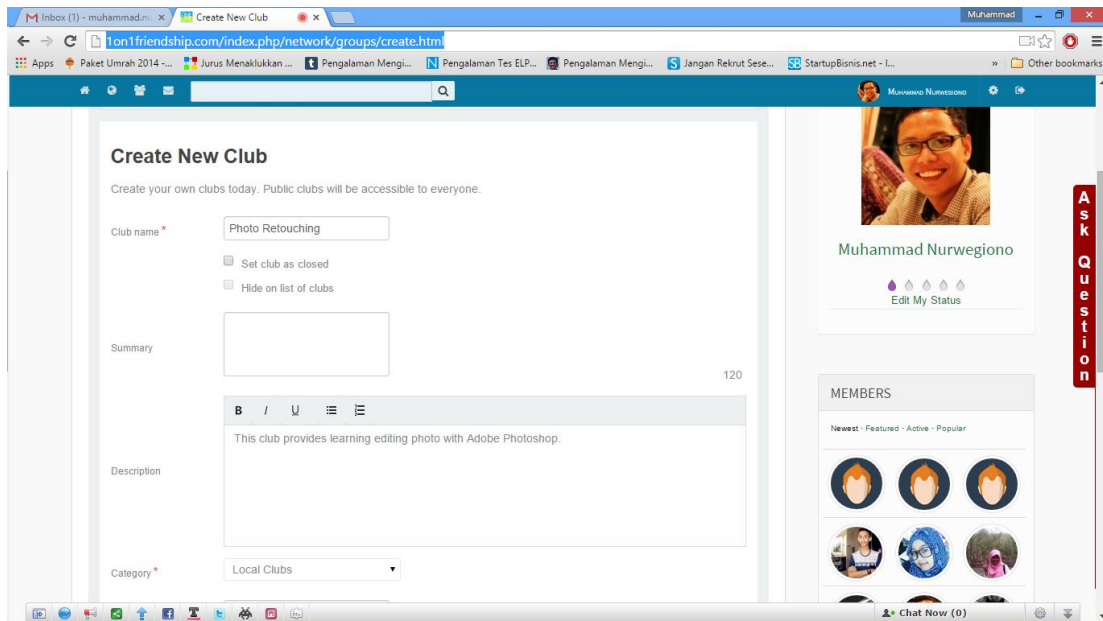 Inbox (1) - muhammad.nu
Create New Club
Muhammad
1on1friendship.com/index.php/network/groups/create.html
Apps
Paket Umrah 2014 -...
Jurus Menaklukkan ...
Pengalaman Mengi...
Pengalaman Tes ELP...
Pengalaman Mengi...
Jangan Rekrut Sese...
StartupBisnis.net - I...
»
Other bookmarks
Muhammad Nurwegiono
Create New Club
Create your own clubs today. Public clubs will be accessible to everyone.
Club name *
Photo Retouching
Set club as closed
Hide on list of clubs
Summary
120
B I U
This club provides learning editing photo with Adobe Photoshop.
Description
Category *
Local Clubs
Muhammad Nurwegiono
Edit My Status
MEMBERS
Newest · Featured · Active · Popular
Ask Question
Chat Now (0)